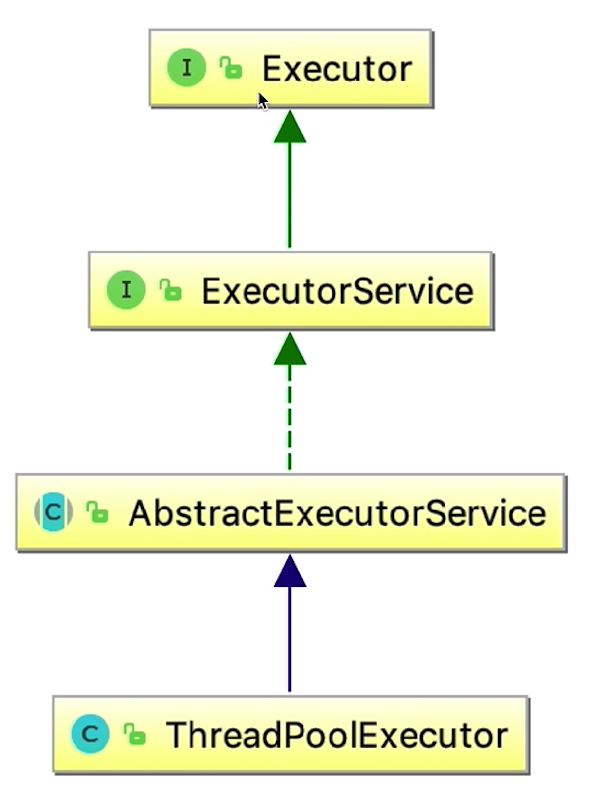 I Executor
I ExecutorService
C AbstractExecutorService
C ThreadPoolExecutor